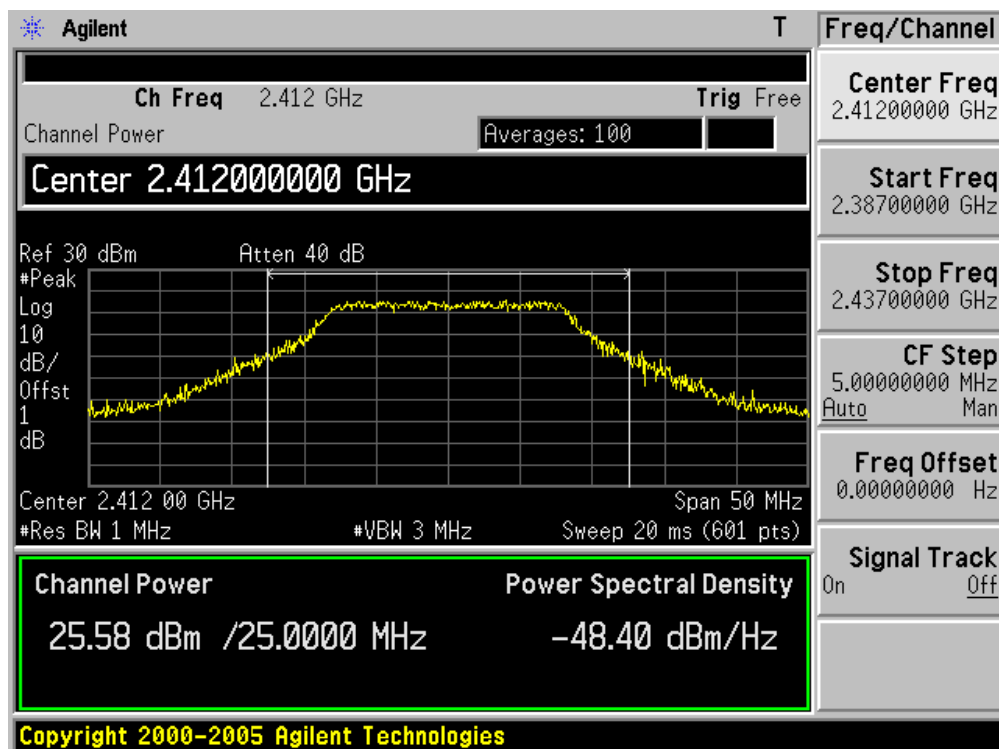 Agilent T Freq/Channel
Ch Freq 2.412 GHz Trig Free
Channel Power Averages: 100
Center 2.412000000 GHz
Ref 30 dBm Atten 40 dB
#Peak
Log
10
dB/
Offst
1
dB
Center 2.412 00 GHz Span 50 MHz
#Res BW 1 MHz #VBW 3 MHz Sweep 20 ms (601 pts)
Channel Power Power Spectral Density
25.58 dBm /25.0000 MHz -48.40 dBm/Hz
Center Freq
2.41200000 GHz
Start Freq
2.38700000 GHz
Stop Freq
2.43700000 GHz
CF Step
5.00000000 MHz
Auto Man
Freq Offset
0.00000000 Hz
Signal Track
On Off
Copyright 2000-2005 Agilent Technologies